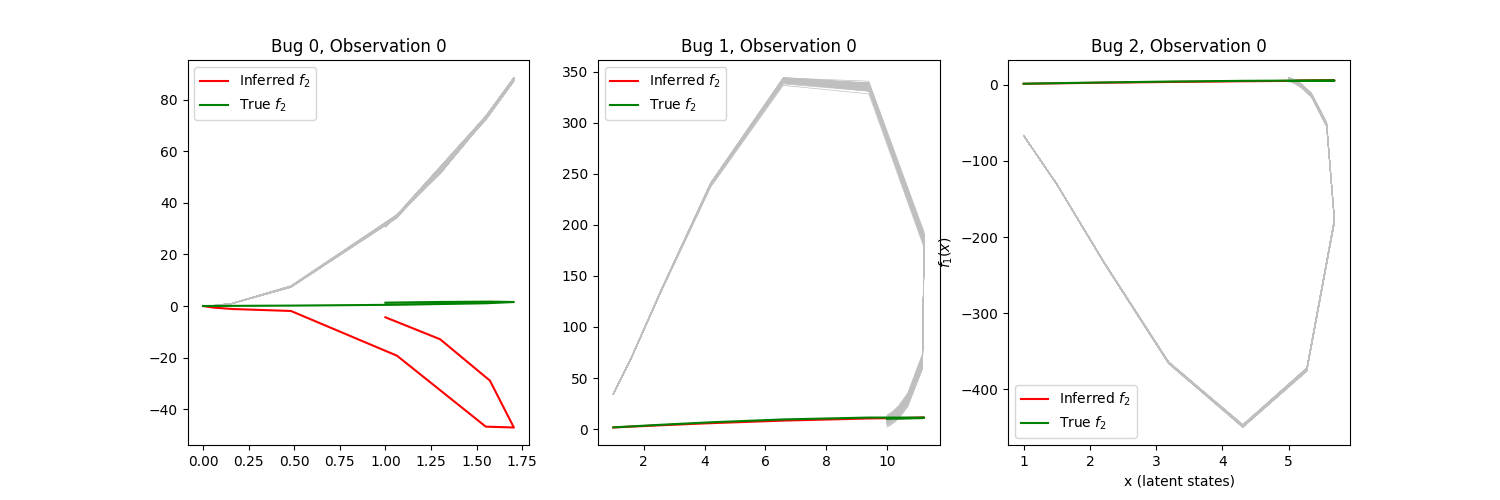 Bug 0, Observation 0
Inferred f₂
True f₂
80
60
40
20
0
−20
−40
0.00 0.25 0.50 0.75 1.00 1.25 1.50 1.75
Bug 1, Observation 0
Inferred f₂
True f₂
350
300
250
200
150
100
50
0
2 4 6 8 10
Bug 2, Observation 0
f₁(x)
0
−100
−200
−300
−400
Inferred f₂
True f₂
1 2 3 4 5
x (latent states)